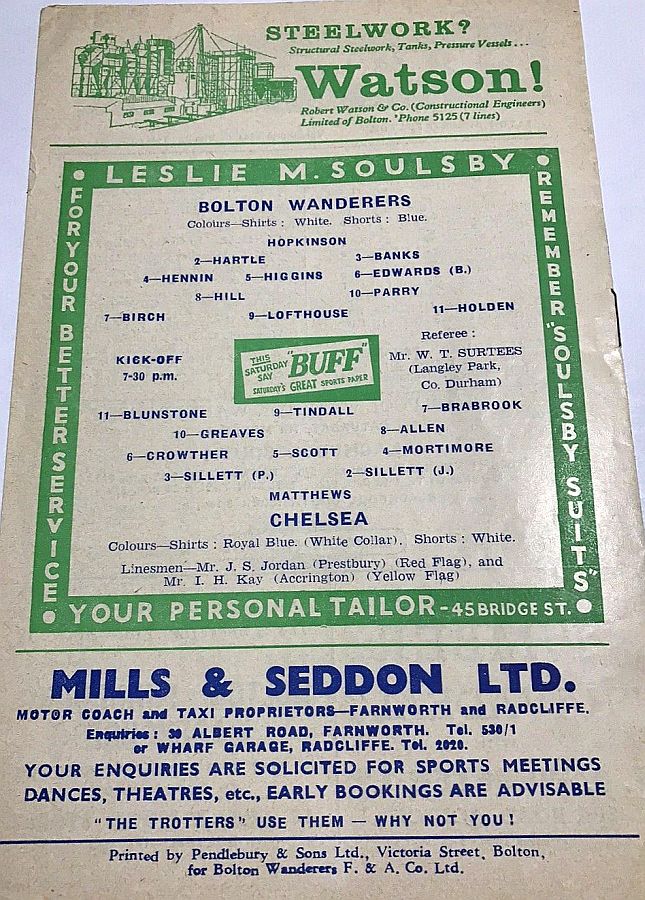 STEELWORK?
Structural Steelwork, Tanks, Pressure Vessels...
Watson!
Robert Watson & Co. (Constructional Engineers)
Limited of Bolton. 'Phone 5125 (7 lines)
LESLIE M. SOULSBY
FOR YOUR BETTER SERVICE
REMEMBER "SOULSBY SUITS"
BOLTON WANDERERS
Colours—Shirts : White. Shorts : Blue.
HOPKINSON
2—HARTLE 3—BANKS
4—HENNIN 5—HIGGINS 6—EDWARDS (B.)
8—HILL 10—PARRY
7—BIRCH 9—LOFTHOUSE 11—HOLDEN
KICK-OFF
7-30 p.m.
THIS
SATURDAY
SAY
"BUFF"
SATURDAY'S GREAT SPORTS PAPER
Referee :
Mr. W. T. SURTEES
(Langley Park,
Co. Durham)
11—BLUNSTONE 9—TINDALL 7—BRABROOK
10—GREAVES 8—ALLEN
6—CROWTHER 5—SCOTT 4—MORTIMORE
3—SILLETT (P.) 2—SILLETT (J.)
MATTHEWS
CHELSEA
Colours—Shirts : Royal Blue. (White Collar). Shorts : White.
Linesmen—Mr. J. S. Jordan (Prestbury) (Red Flag), and
Mr. I. H. Kay (Accrington) (Yellow Flag)
YOUR PERSONAL TAILOR - 45 BRIDGE ST.
MILLS & SEDDON LTD.
MOTOR COACH and TAXI PROPRIETORS—FARNWORTH and RADCLIFFE.
Enquiries : 30 ALBERT ROAD, FARNWORTH. Tel. 530/1
or WHARF GARAGE, RADCLIFFE. Tel. 2020.
YOUR ENQUIRIES ARE SOLICITED FOR SPORTS MEETINGS
DANCES, THEATRES, etc., EARLY BOOKINGS ARE ADVISABLE
"THE TROTTERS" USE THEM — WHY NOT YOU !
Printed by Pendlebury & Sons Ltd., Victoria Street, Bolton,
for Bolton Wanderers F. & A. Co. Ltd.